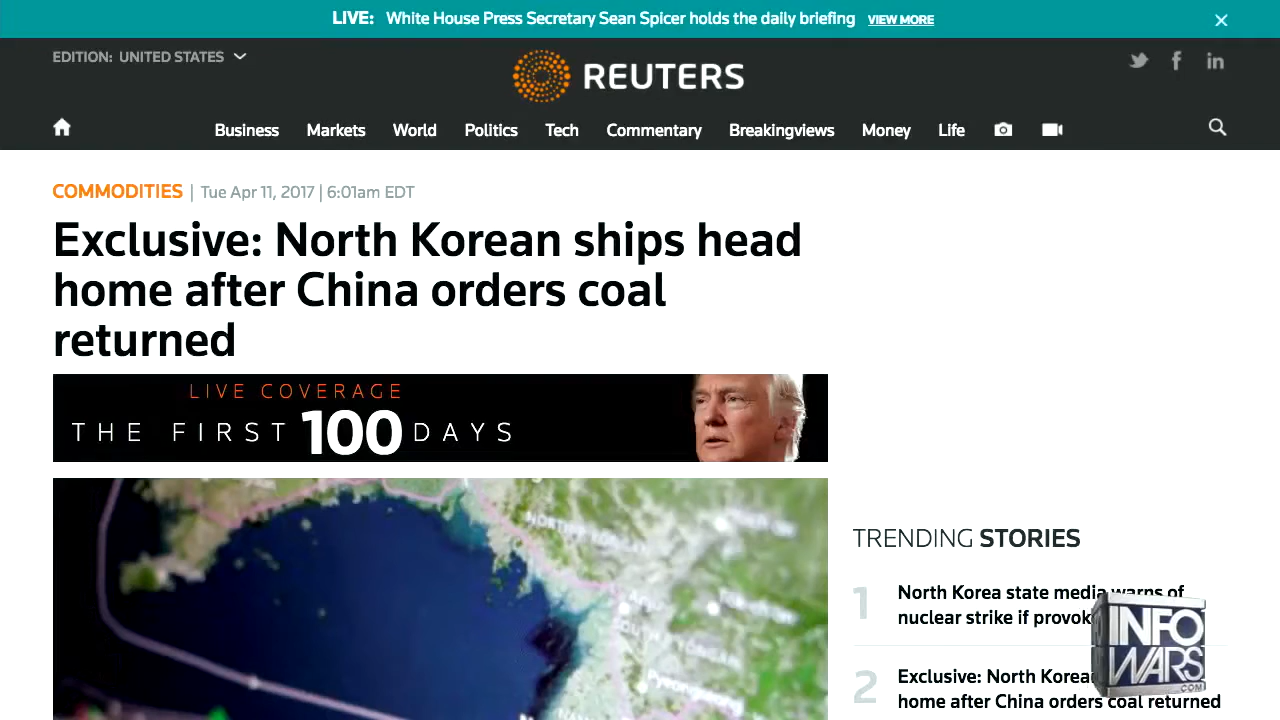 LIVE: White House Press Secretary Sean Spicer holds the daily briefing VIEW MORE
EDITION: UNITED STATES
REUTERS
Business Markets World Politics Tech Commentary Breakingviews Money Life
COMMODITIES | Tue Apr 11, 2017 | 6:01am EDT
Exclusive: North Korean ships head
home after China orders coal
returned
LIVE COVERAGE
THE FIRST 100 DAYS
TRENDING STORIES
1 North Korea state media warns of
nuclear strike if
2 Exclusive: North
home after China orders coal returned
INFO
WARS
.COM